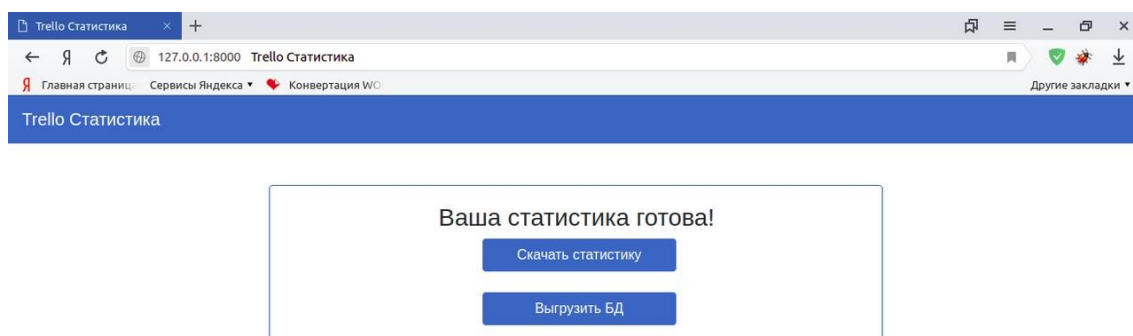 Trello Статистика
Я 127.0.0.1:8000 Trello Статистика
Я Главная страниц Сервисы Яндекса Конвертация WO Другие закладки
Trello Статистика
Ваша статистика готова!
Скачать статистику
Выгрузить БД